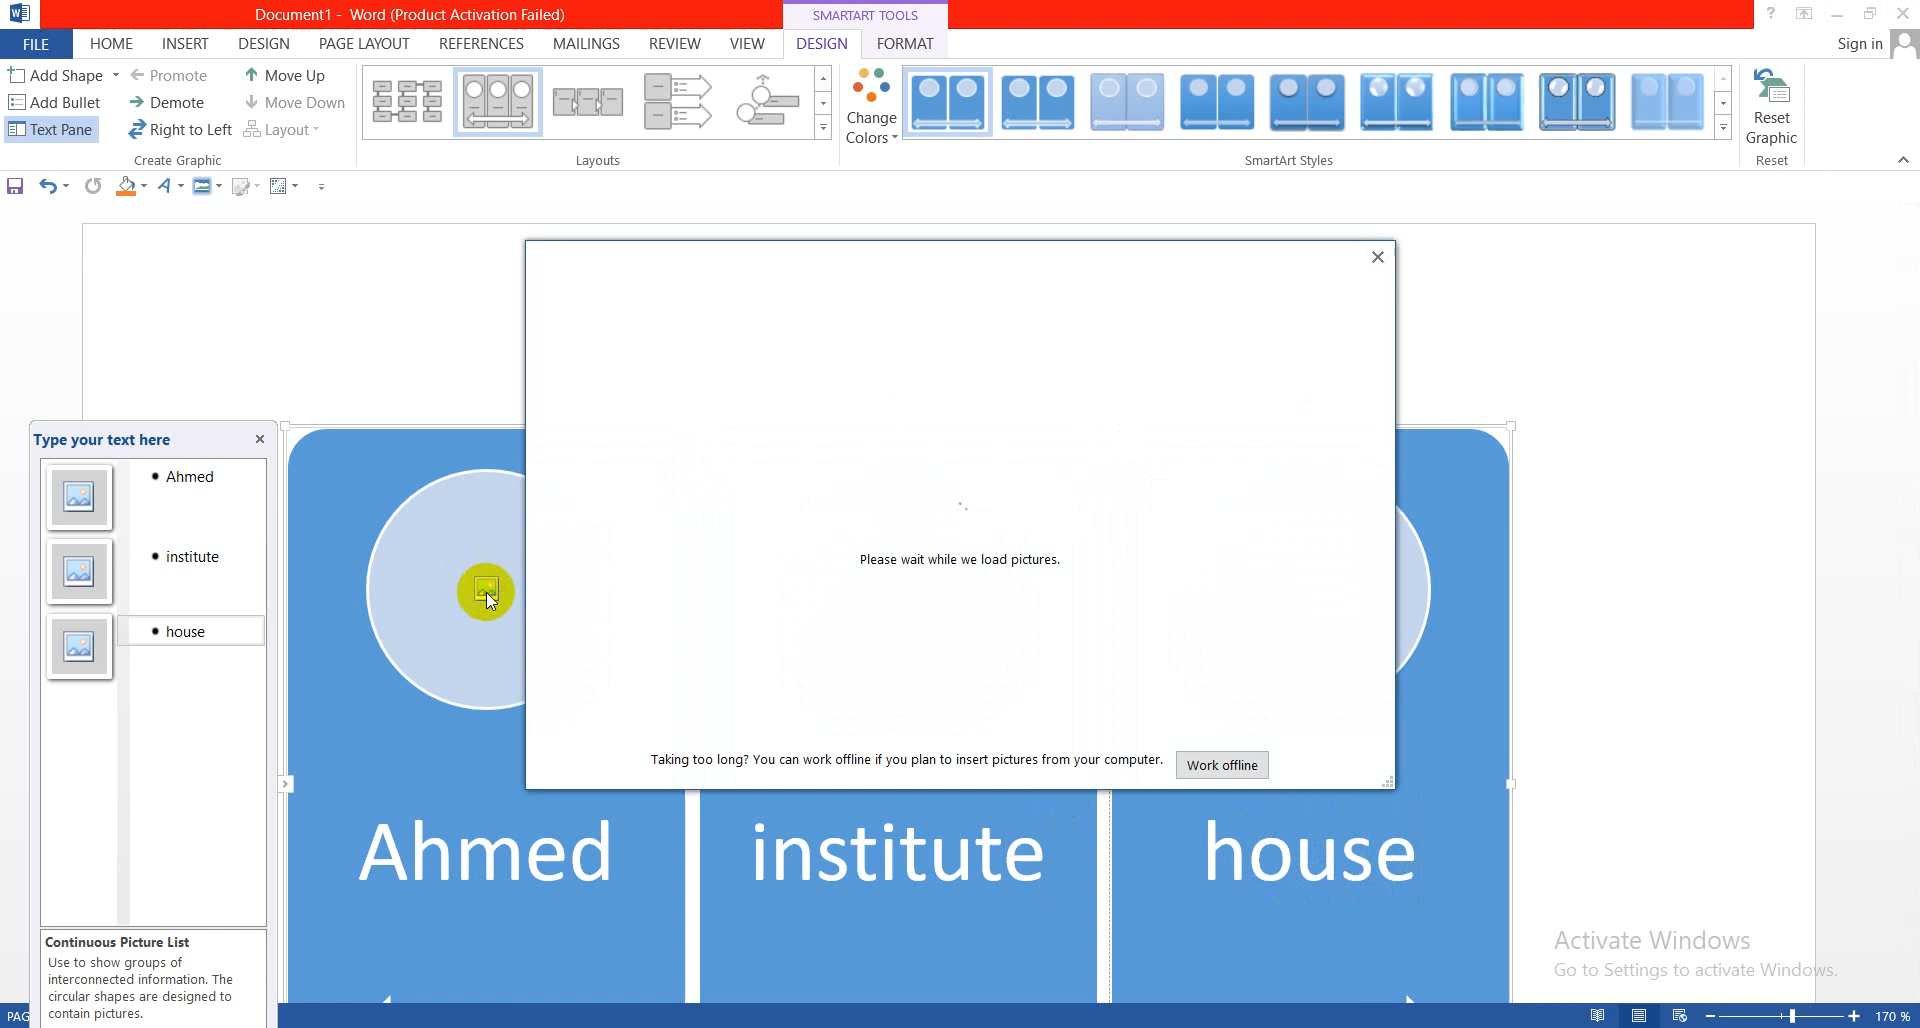 Document1 - Word (Product Activation Failed)
SMARTART TOOLS
FILE HOME INSERT DESIGN PAGE LAYOUT REFERENCES MAILINGS REVIEW VIEW DESIGN FORMAT
Sign in
Add Shape Promote Move Up
Add Bullet Demote Move Down
Text Pane Right to Left Layout
Create Graphic
Layouts
Change
Colors
SmartArt Styles
Reset
Graphic
Reset
Type your text here
Ahmed
institute
house
Continuous Picture List
Use to show groups of
interconnected information. The
circular shapes are designed to
contain pictures.
Please wait while we load pictures.
Taking too long? You can work offline if you plan to insert pictures from your computer.
Work offline
Ahmed institute house
Activate Windows
Go to Settings to activate Windows.
PAG
170 %